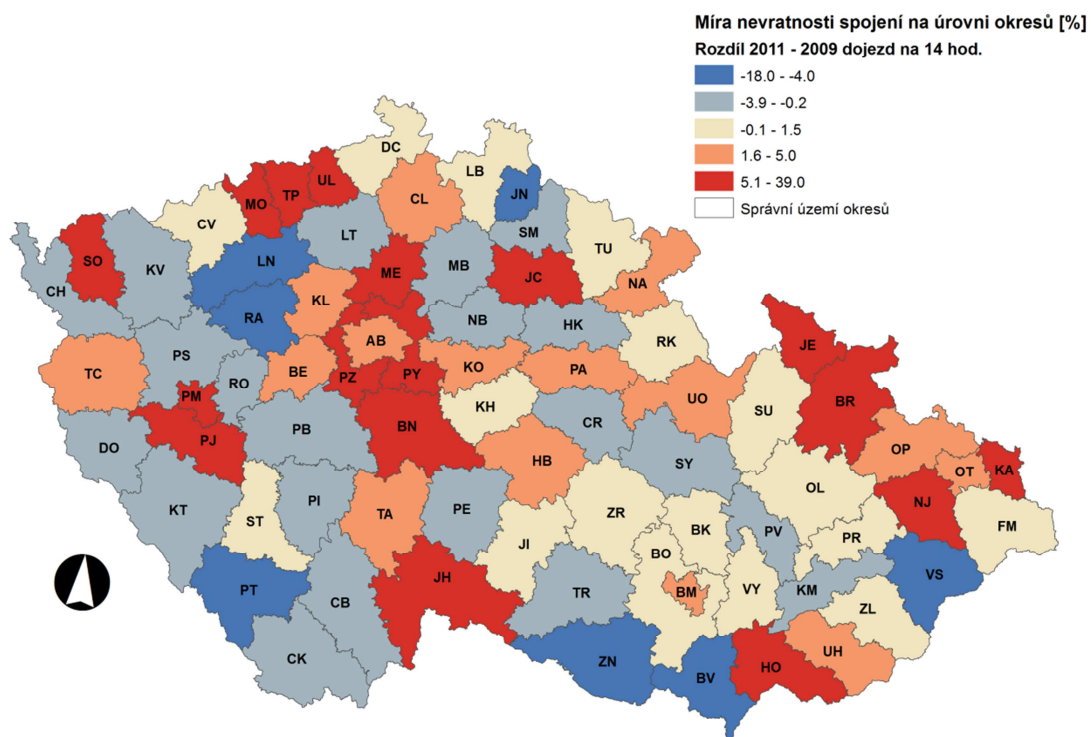 Míra nevratnosti spojení na úrovni okresů [%]
Rozdíl 2011 - 2009 dojezd na 14 hod.
-18.0 - -4.0
-3.9 - -0.2
-0.1 - 1.5
1.6 - 5.0
5.1 - 39.0
Správní území okresů
DC
LB
JN
UL
TP
MO
CL
CV
LT
SM
TU
SO
KV
LN
ME
MB
JC
NA
CH
KL
RA
NB
HK
AB
RK
PS
RO
BE
TC
PZ
PY
KO
PA
JE
PM
UO
SU
BR
KH
PJ
PB
BN
CR
DO
OP
HB
SY
OT
KA
OL
NJ
KT
ST
PI
TA
PE
ZR
BK
FM
PV
PR
JI
BO
VS
JH
PT
CB
TR
BM
VY
KM
ZL
CK
ZN
UH
BV
HO